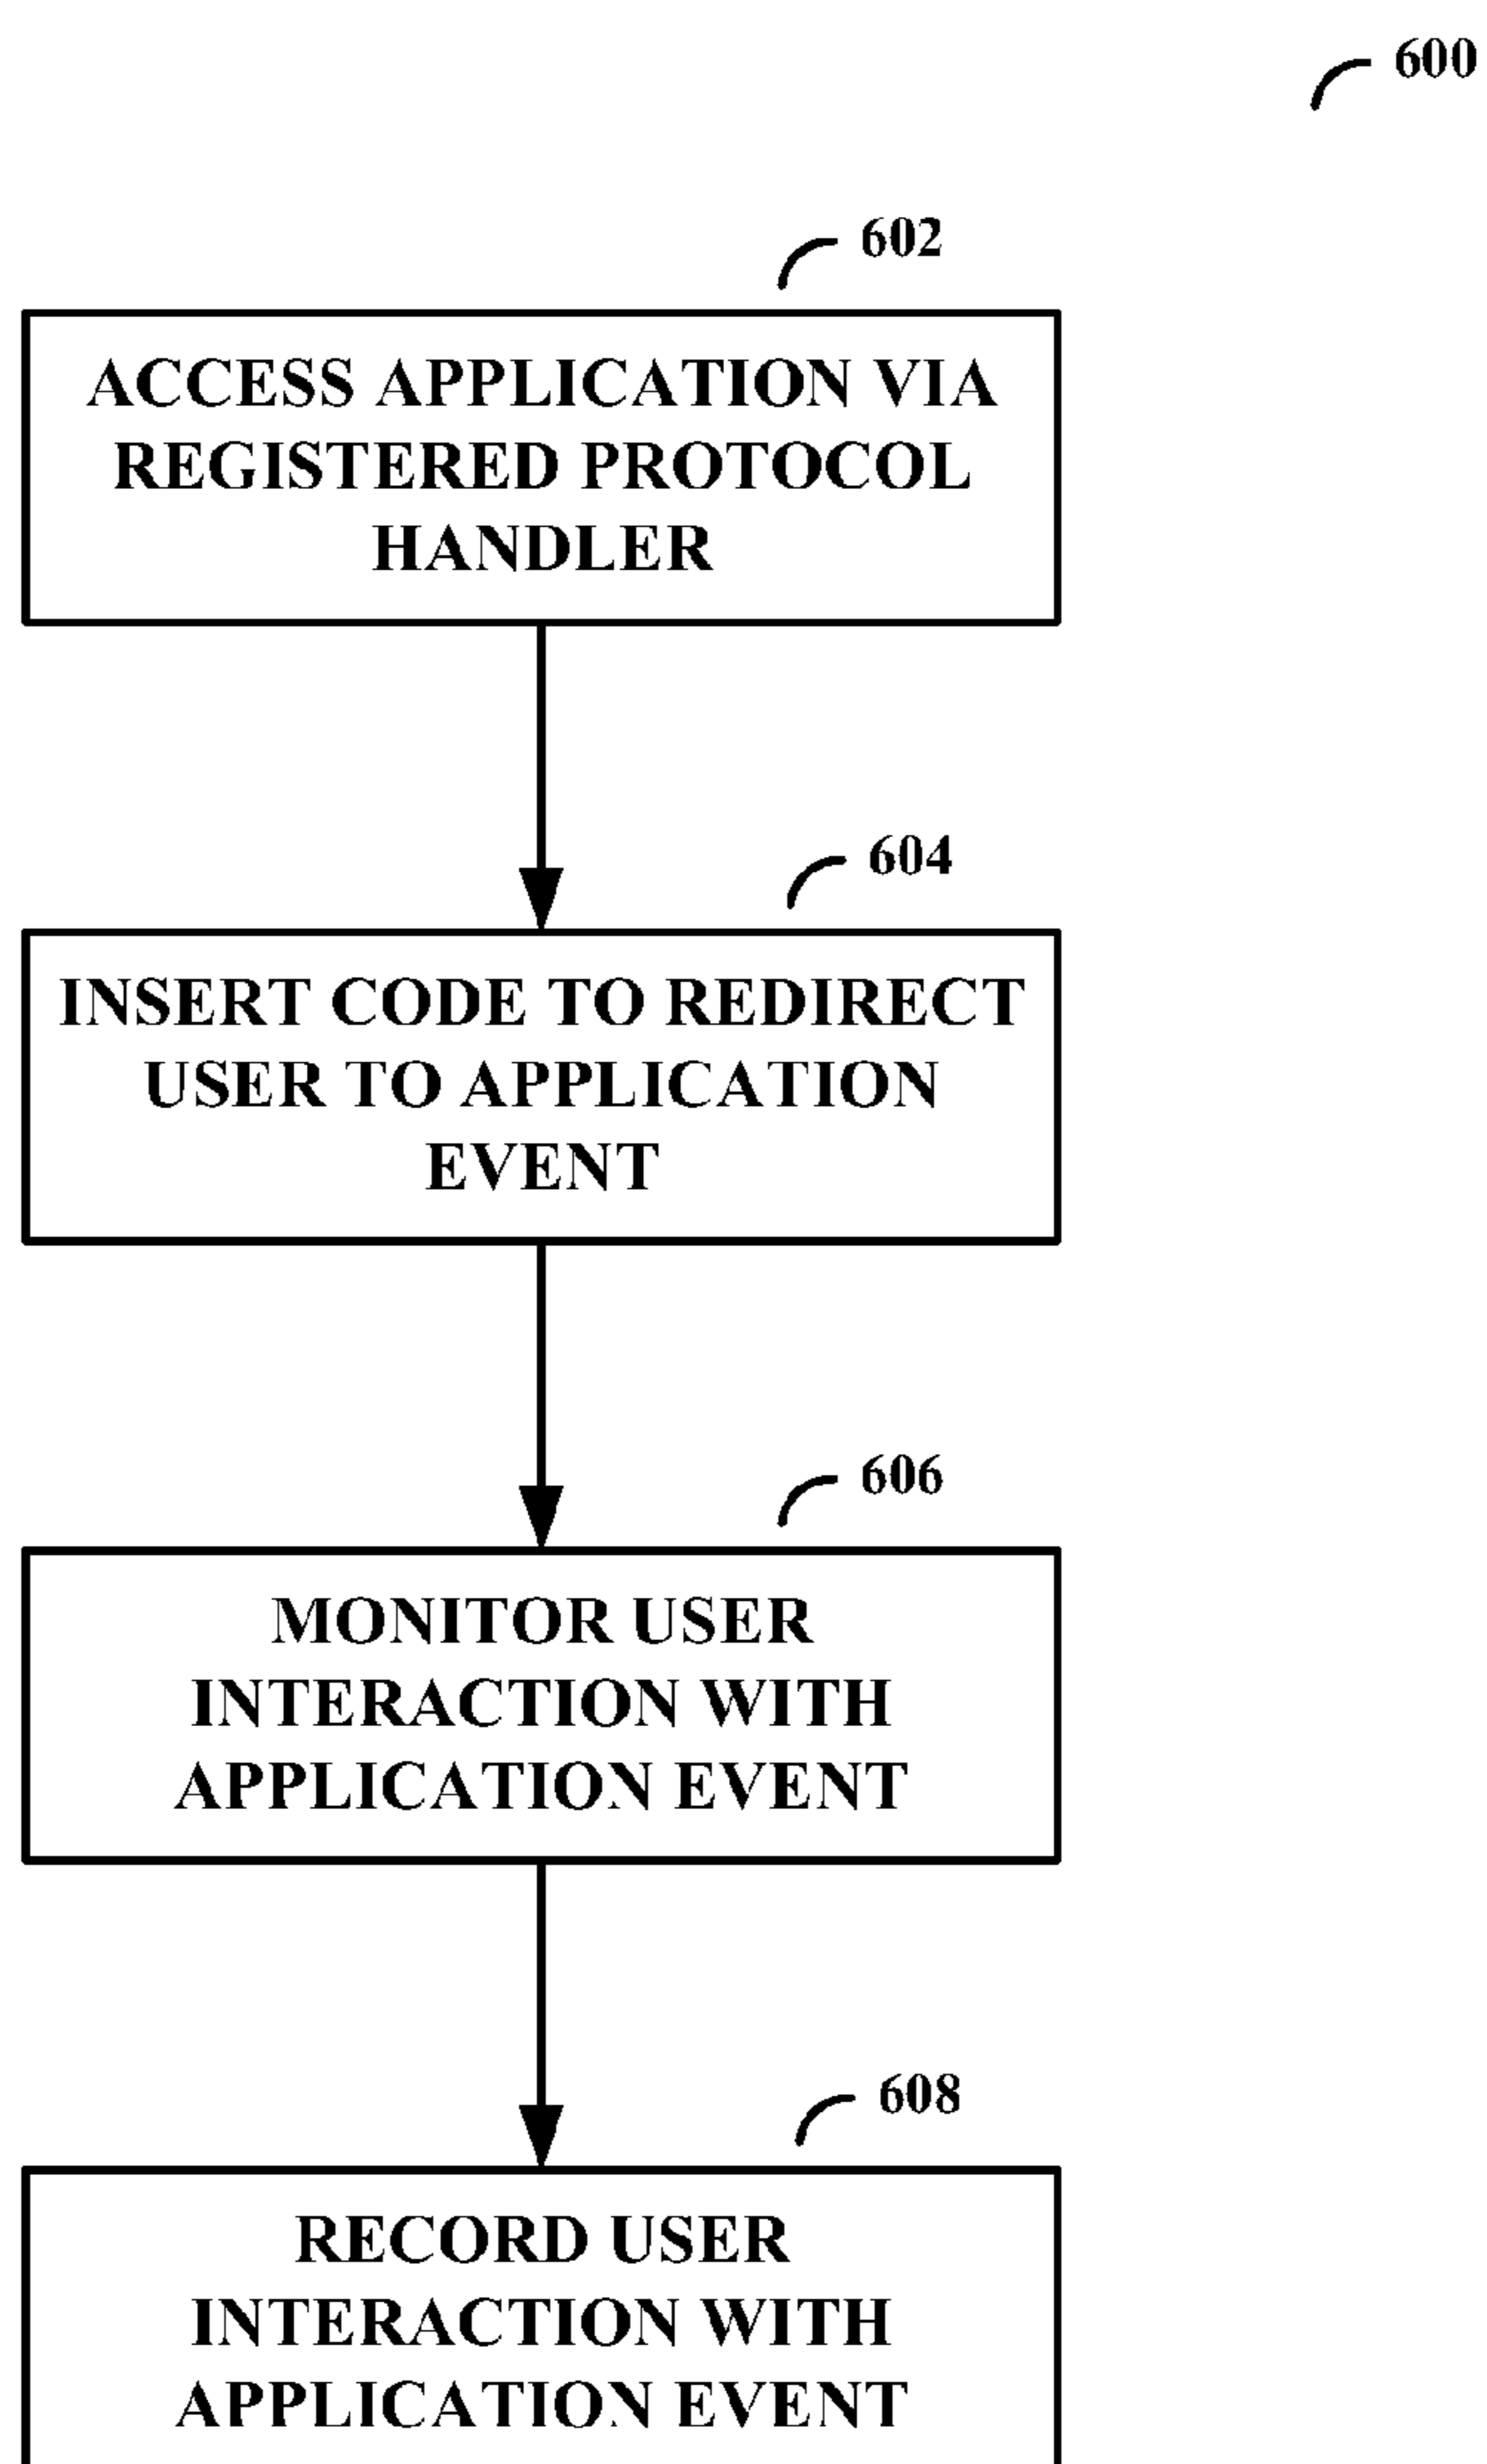 600
602
ACCESS APPLICATION VIA
REGISTERED PROTOCOL
HANDLER
604
INSERT CODE TO REDIRECT
USER TO APPLICATION
EVENT
606
MONITOR USER
INTERACTION WITH
APPLICATION EVENT
608
RECORD USER
INTERACTION WITH
APPLICATION EVENT